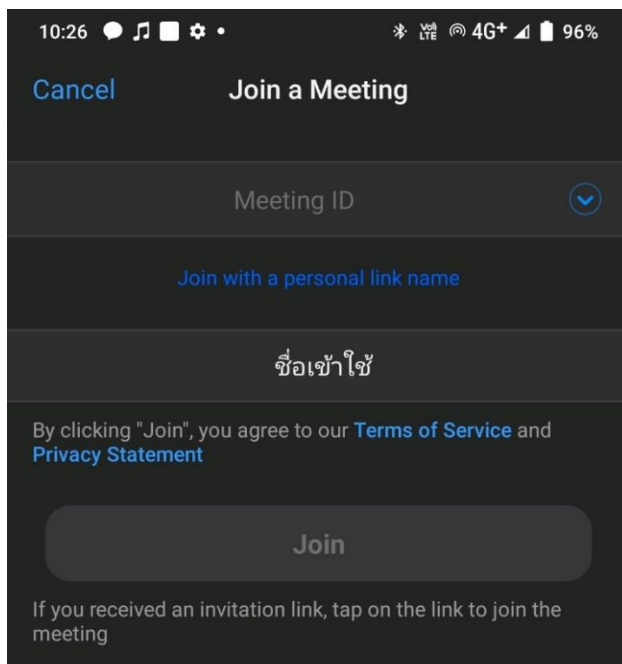 10:26 4G+ 96%
VoLTE
Cancel Join a Meeting
Meeting ID
Join with a personal link name
ชื่อเข้าใช้
By clicking "Join", you agree to our Terms of Service and
Privacy Statement
Join
If you received an invitation link, tap on the link to join the
meeting